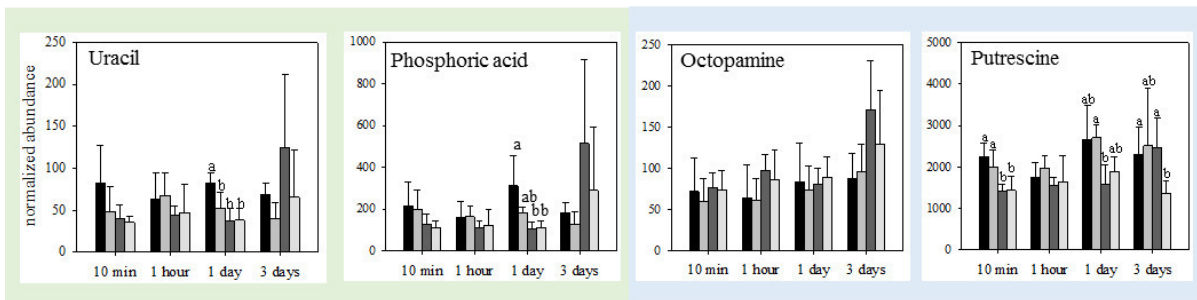 normalized abundance
Uracil
250
200
150
100
50
0
a
b
b b
10 min 1 hour 1 day 3 days
Phosphoric acid
1000
800
600
400
200
0
a
ab
bb
10 min 1 hour 1 day 3 days
Octopamine
250
200
150
100
50
0
10 min 1 hour 1 day 3 days
Putrescine
5000
4000
3000
2000
1000
0
a a
b b
ab
a
b ab
a
ab
a
b
10 min 1 hour 1 day 3 days